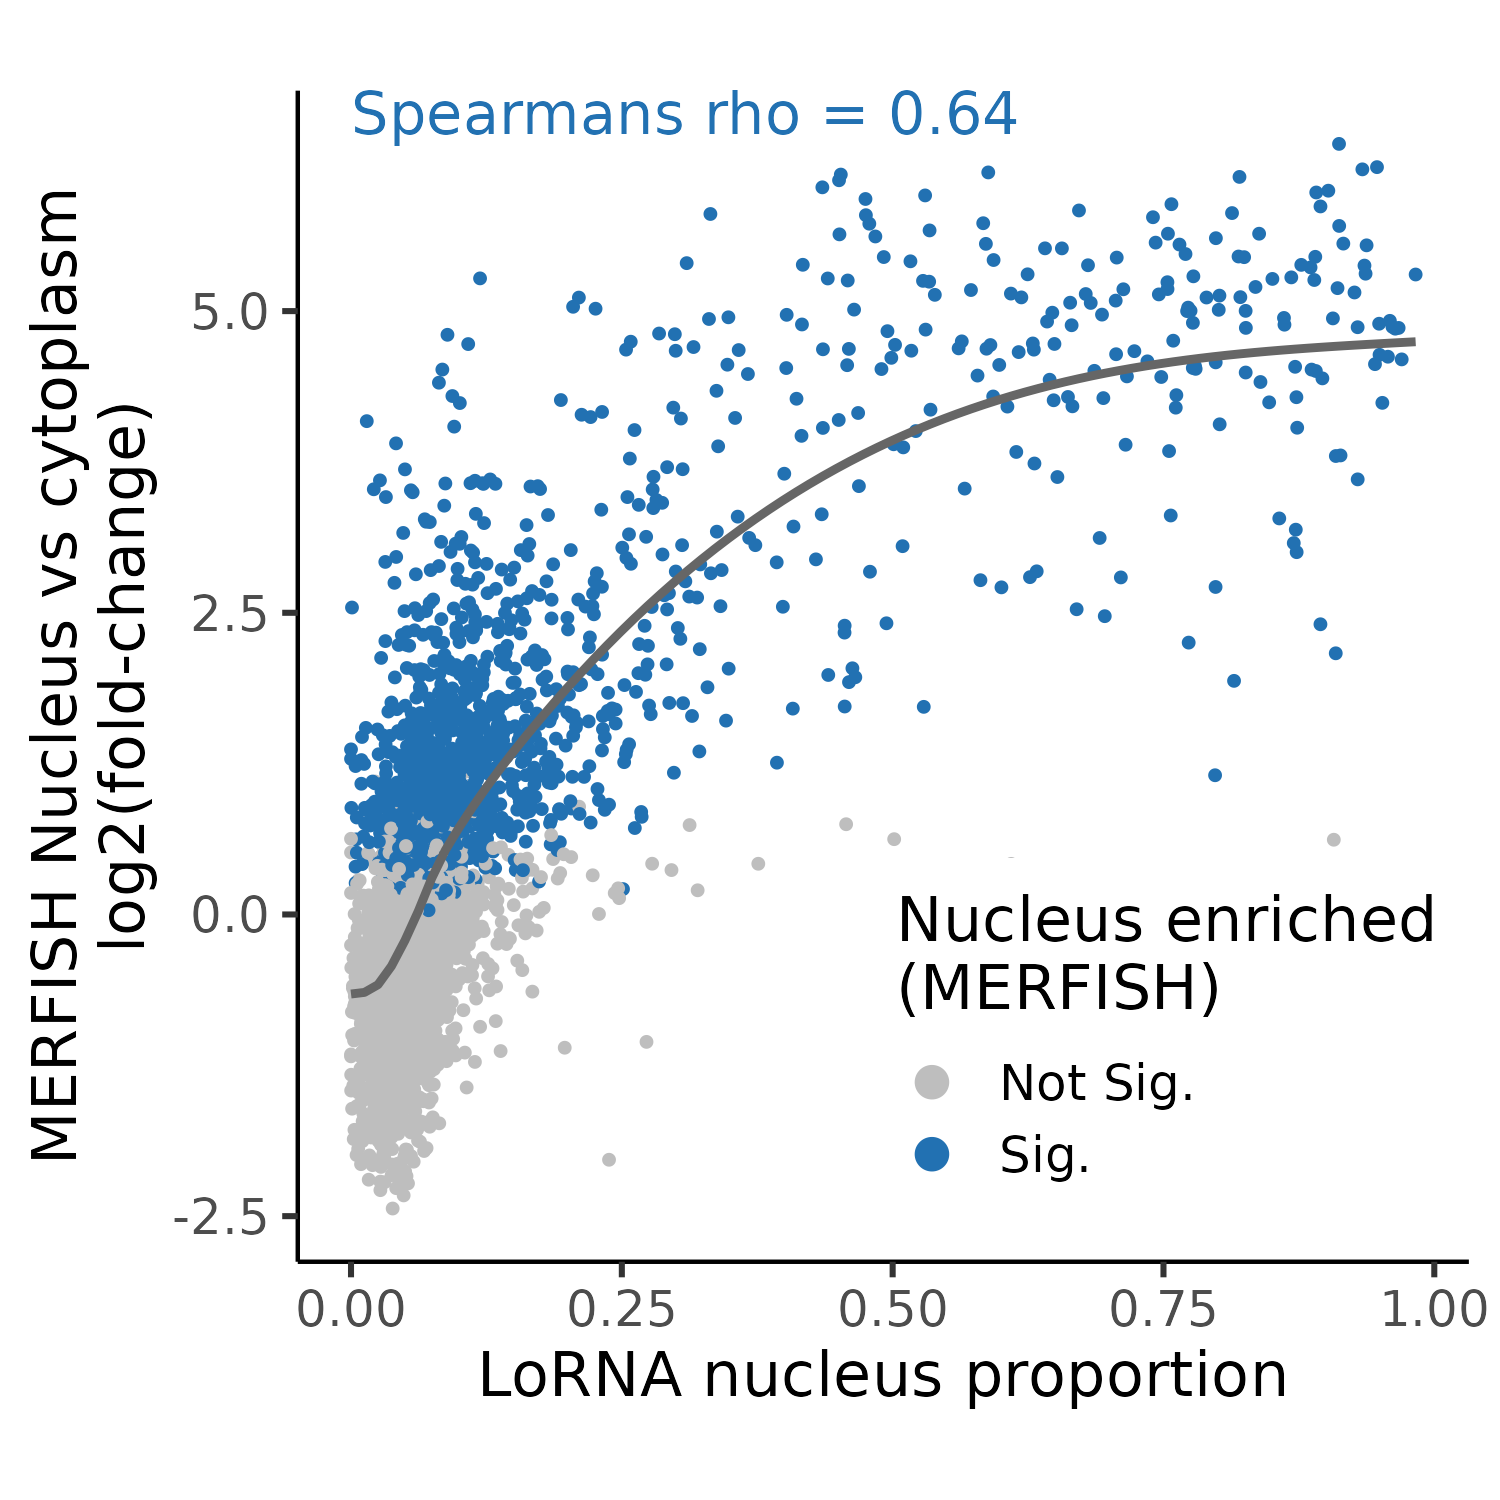 Spearmans rho = 0.64
MERFISH Nucleus vs cytoplasm
log2(fold-change)
5.0
2.5
0.0
-2.5
Nucleus enriched
(MERFISH)
Not Sig.
Sig.
0.00 0.25 0.50 0.75 1.00
LoRNA nucleus proportion